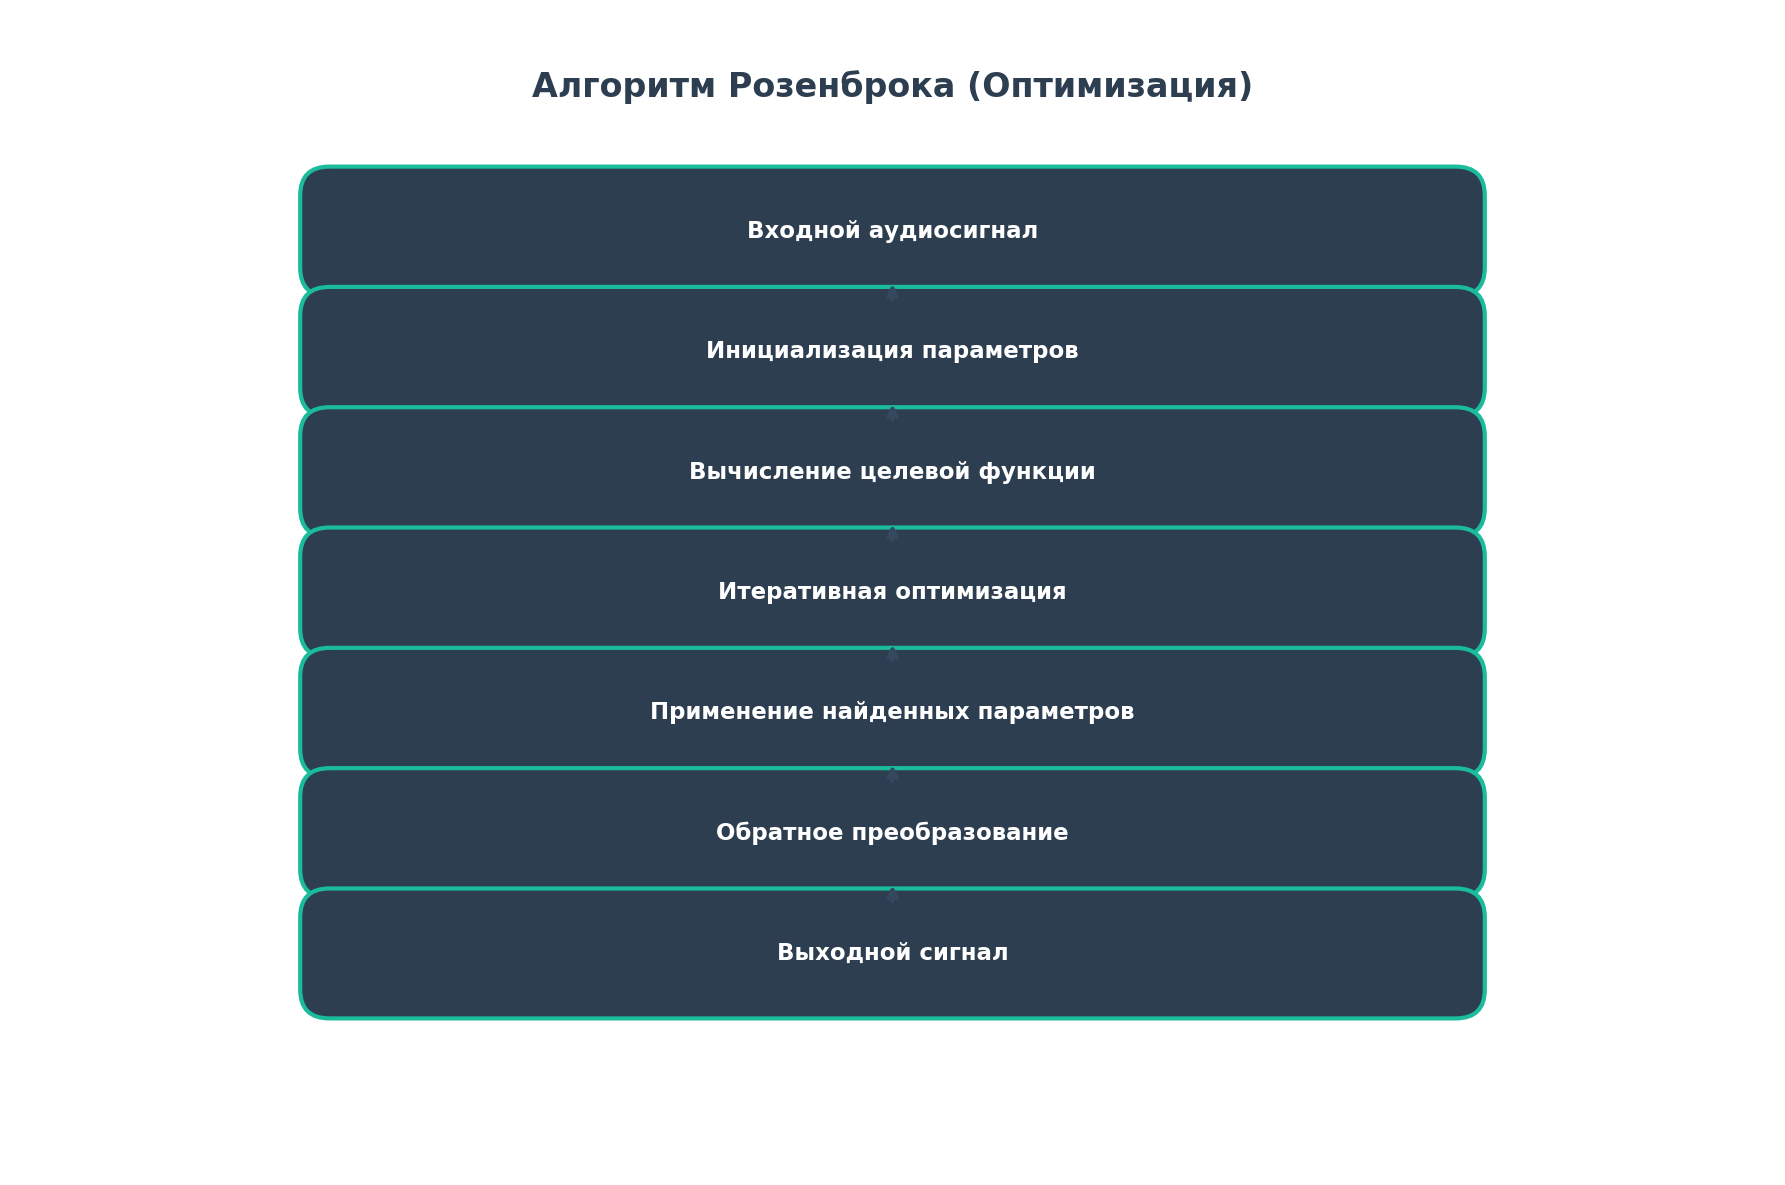 Алгоритм Розенброка (Оптимизация)
Входной аудиосигнал
Инициализация параметров
Вычисление целевой функции
Итеративная оптимизация
Применение найденных параметров
Обратное преобразование
Выходной сигнал